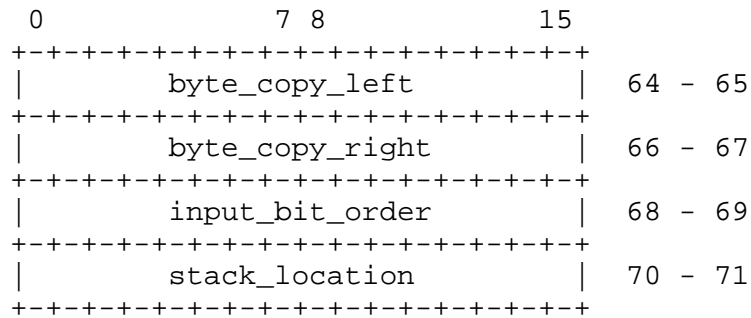 0 7 8 15
+-+-+-+-+-+-+-+-+-+-+-+-+-+-+-+-+
| byte_copy_left | 64 - 65
+-+-+-+-+-+-+-+-+-+-+-+-+-+-+-+-+
| byte_copy_right | 66 - 67
+-+-+-+-+-+-+-+-+-+-+-+-+-+-+-+-+
| input_bit_order | 68 - 69
+-+-+-+-+-+-+-+-+-+-+-+-+-+-+-+-+
| stack_location | 70 - 71
+-+-+-+-+-+-+-+-+-+-+-+-+-+-+-+-+